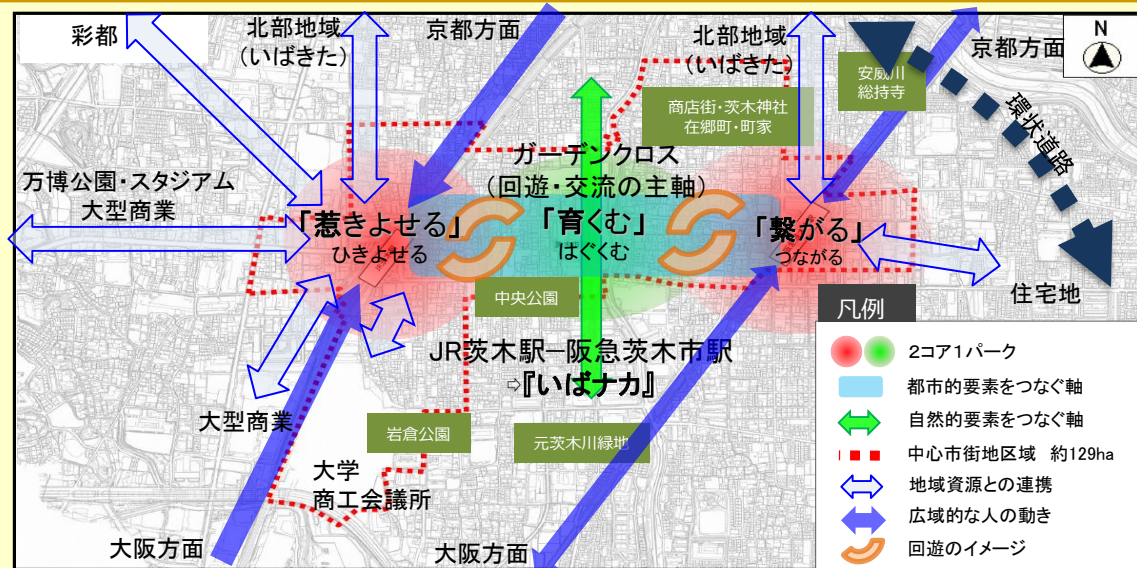 彩都
北部地域
(いばきた)
京都方面
北部地域
(いばきた)
安威川
総持寺
京都方面
N
環状道路
商店街・茨木神社
在郷町・町家
万博公園・スタジアム
大型商業
ガーデンクロス
(回遊・交流の主軸)
「惹きよせる」
ひきよせる
「育くむ」
はぐくむ
「繋がる」
つながる
住宅地
中央公園
JR茨木駅ー阪急茨木市駅
⇨『いばナカ』
大型商業
岩倉公園
元茨木川緑地
大学
商工会議所
大阪方面
大阪方面
凡例
2コア1パーク
都市的要素をつなぐ軸
自然的要素をつなぐ軸
中心市街地区域 約129ha
地域資源との連携
広域的な人の動き
回遊のイメージ